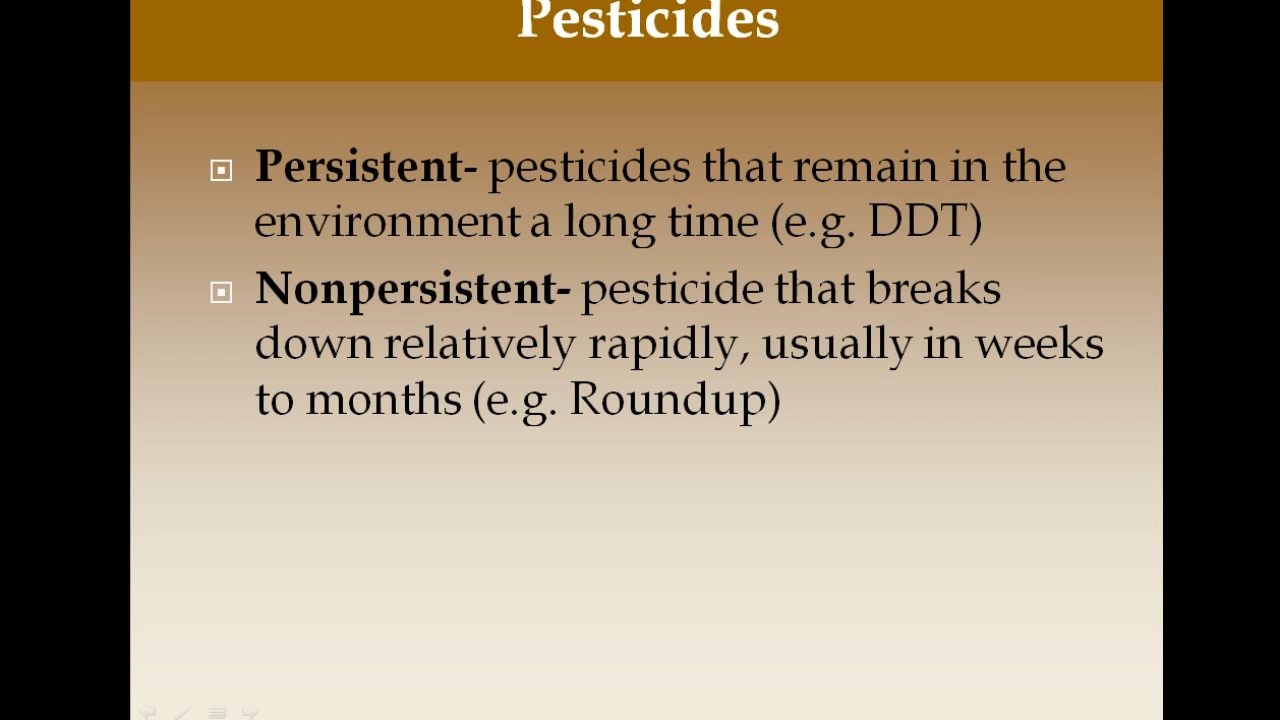 Pesticides
Persistent- pesticides that remain in the
environment a long time (e.g. DDT)
Nonpersistent- pesticide that breaks
down relatively rapidly, usually in weeks
to months (e.g. Roundup)